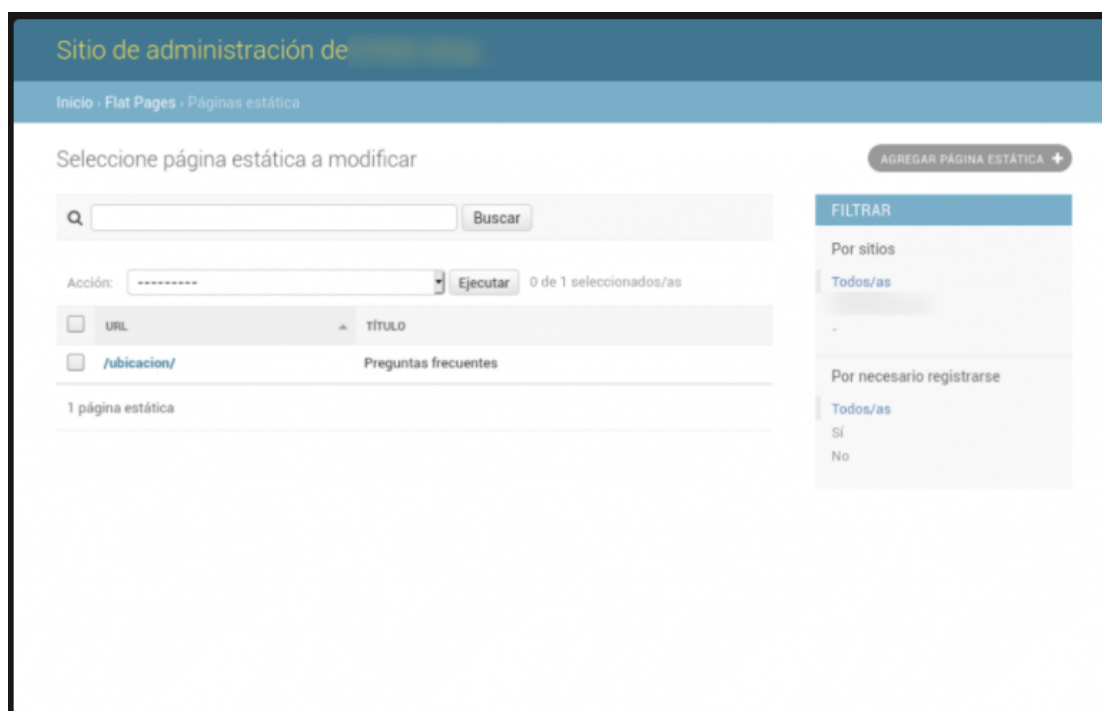 Sitio de administración de
Inicio › Flat Pages › Páginas estática
Seleccione página estática a modificar
AGREGAR PÁGINA ESTÁTICA +
Buscar
Acción: --------- Ejecutar 0 de 1 seleccionados/as
URL TÍTULO
/ubicacion/ Preguntas frecuentes
1 página estática
FILTRAR
Por sitios
Todos/as
-
Por necesario registrarse
Todos/as
Sí
No